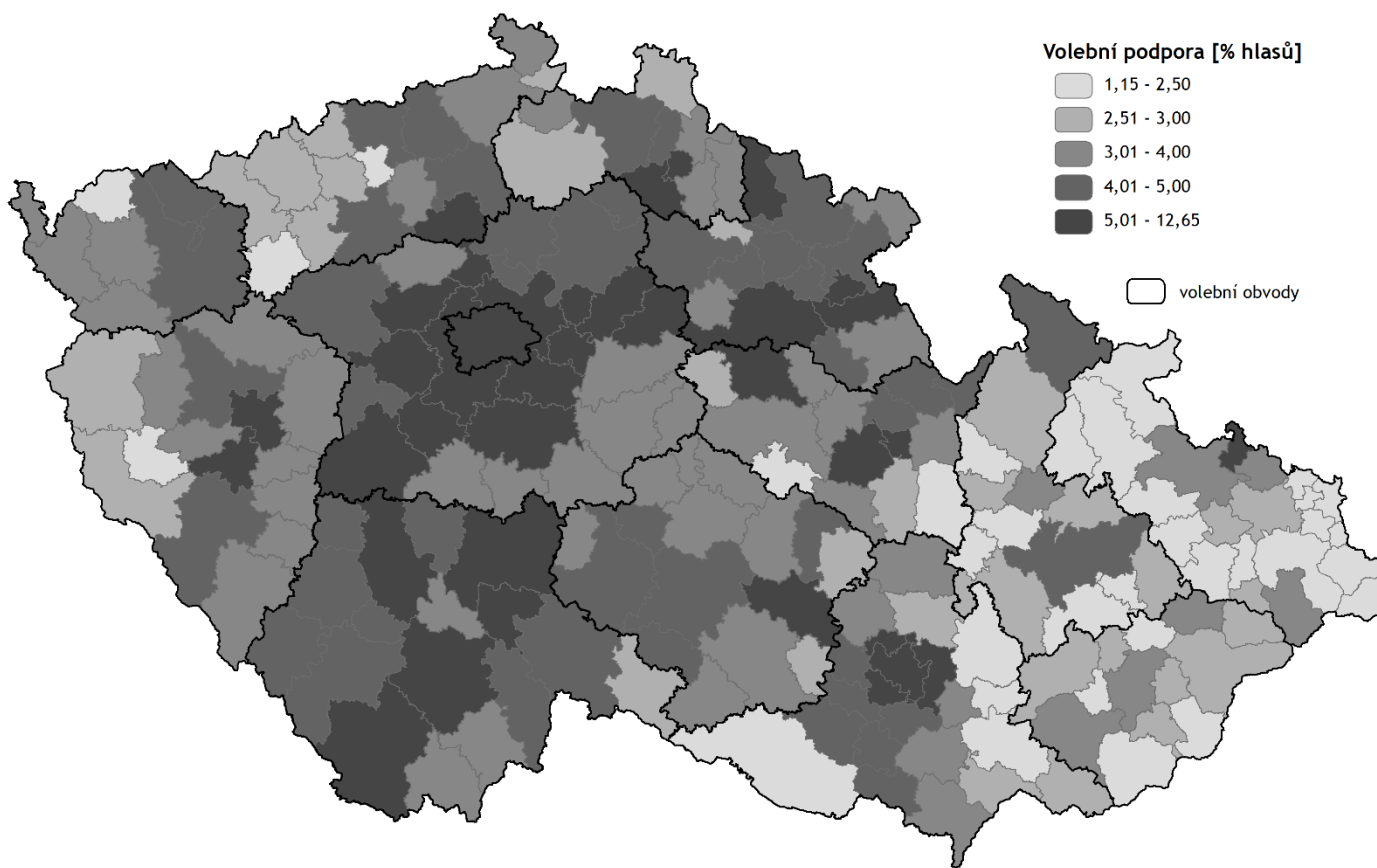 Volební podpora [% hlasů]
1,15 - 2,50
2,51 - 3,00
3,01 - 4,00
4,01 - 5,00
5,01 - 12,65
volební obvody